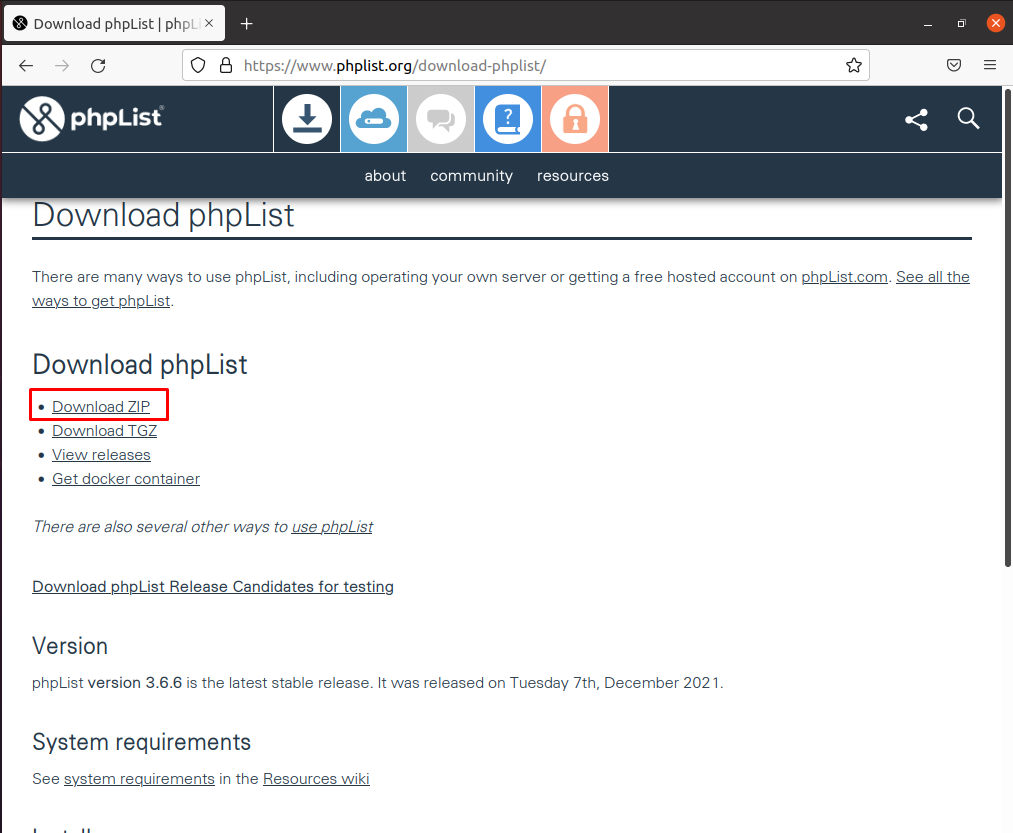 Download phpList | phpLi
https://www.phplist.org/download-phplist/
phpList®
?
about community resources
Download phpList
There are many ways to use phpList, including operating your own server or getting a free hosted account on phpList.com. See all the
ways to get phpList.
Download phpList
• Download ZIP
• Download TGZ
• View releases
• Get docker container
There are also several other ways to use phpList
Download phpList Release Candidates for testing
Version
phpList version 3.6.6 is the latest stable release. It was released on Tuesday 7th, December 2021.
System requirements
See system requirements in the Resources wiki